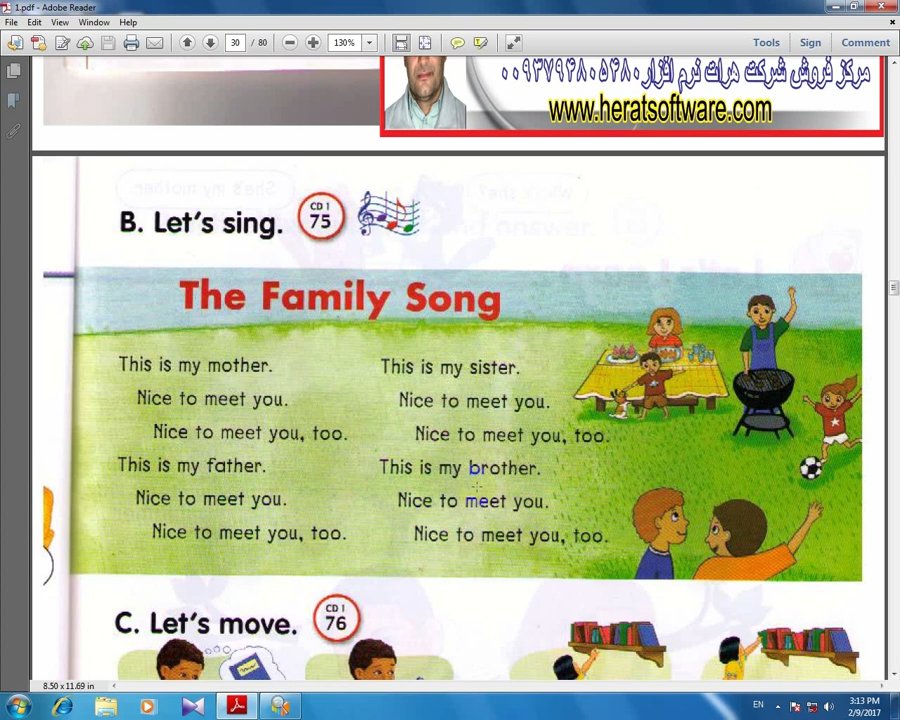 1.pdf - Adobe Reader
File Edit View Window Help
30 / 80 130% Tools Sign Comment
مرکز فروش شرکت هرات نرم افزار ۰۰۹۳۷۹۴۸۰۵۴۸۰
www.heratsoftware.com
She's my mother.
B. Let's sing.
CD 1
75
The Family Song
This is my mother.
Nice to meet you.
Nice to meet you, too.
This is my father.
Nice to meet you.
Nice to meet you, too.
This is my sister.
Nice to meet you.
Nice to meet you, too.
This is my brother.
Nice to meet you.
Nice to meet you, too.
C. Let's move.
CD 1
76
8.50 x 11.69 in
EN
3:13 PM
2/9/2017